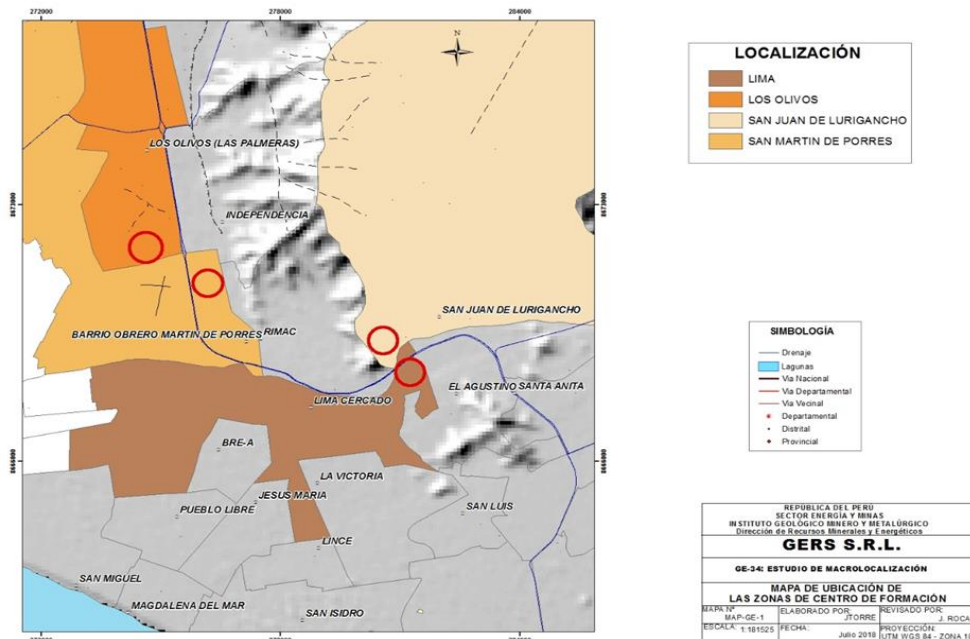 272000
278000
284000
N
LOS OLIVOS (LAS PALMERAS)
8673000
8673000
INDEPENDENCIA
SAN JUAN DE LURIGANCHO
BARRIO OBRERO MARTIN DE PORRES
RIMAC
EL AGUSTINO
SANTA ANITA
LIMA CERCADO
BRE-A
8666000
8666000
LA VICTORIA
JESUS MARIA
PUEBLO LIBRE
SAN LUIS
LINCE
SAN MIGUEL
MAGDALENA DEL MAR
SAN ISIDRO
LOCALIZACIÓN
LIMA
LOS OLIVOS
SAN JUAN DE LURIGANCHO
SAN MARTIN DE PORRES
SIMBOLOGÍA
Drenaje
Lagunas
Via Nacional
Via Departamental
Via Vecinal
Departamental
Distrital
Provincial
REPÚBLICA DEL PERÚ
SECTOR ENERGÍA Y MINAS
INSTITUTO GEOLÓGICO MINERO Y METALÚRGICO
Dirección de Recursos Minerales y Energéticos
GERS S.R.L.
GE-34: ESTUDIO DE MACROLOCALIZACIÓN
MAPA DE UBICACIÓN DE
LAS ZONAS DE CENTRO DE FORMACIÓN
MAPA Nº
MAP-GE-1
ELABORADO POR:
JTORRE
REVISADO POR:
J. ROCA
ESCALA 1:181525
FECHA:
Julio 2018
PROYECCIÓN: